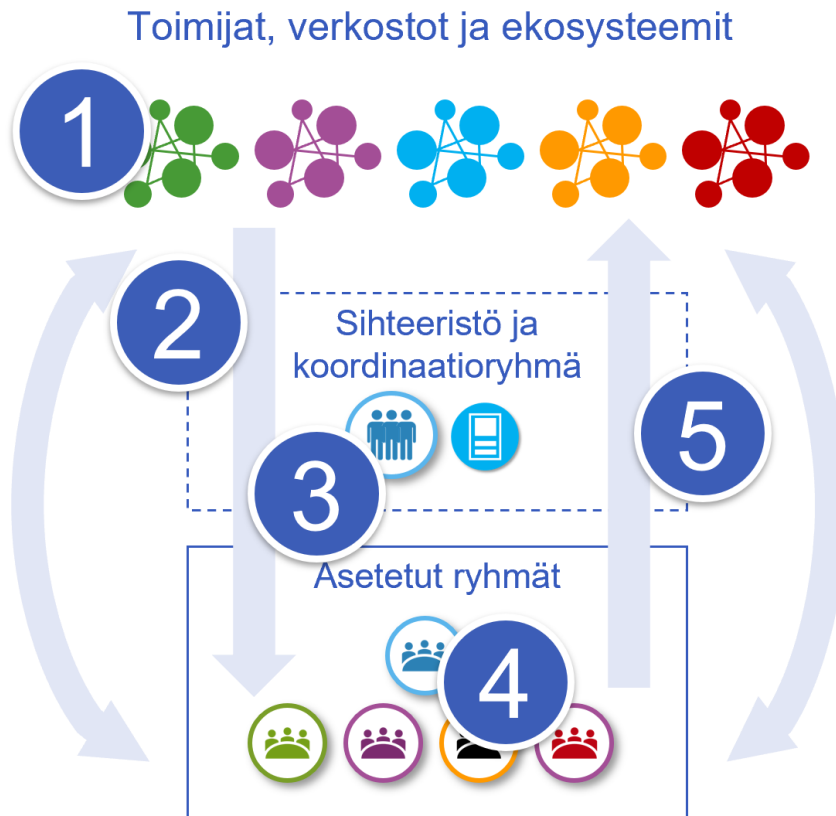 Toimijat, verkostot ja ekosysteemit
1
2
Sihteeristö ja
koordinaatioryhmä
3
5
Asetetut ryhmät
4